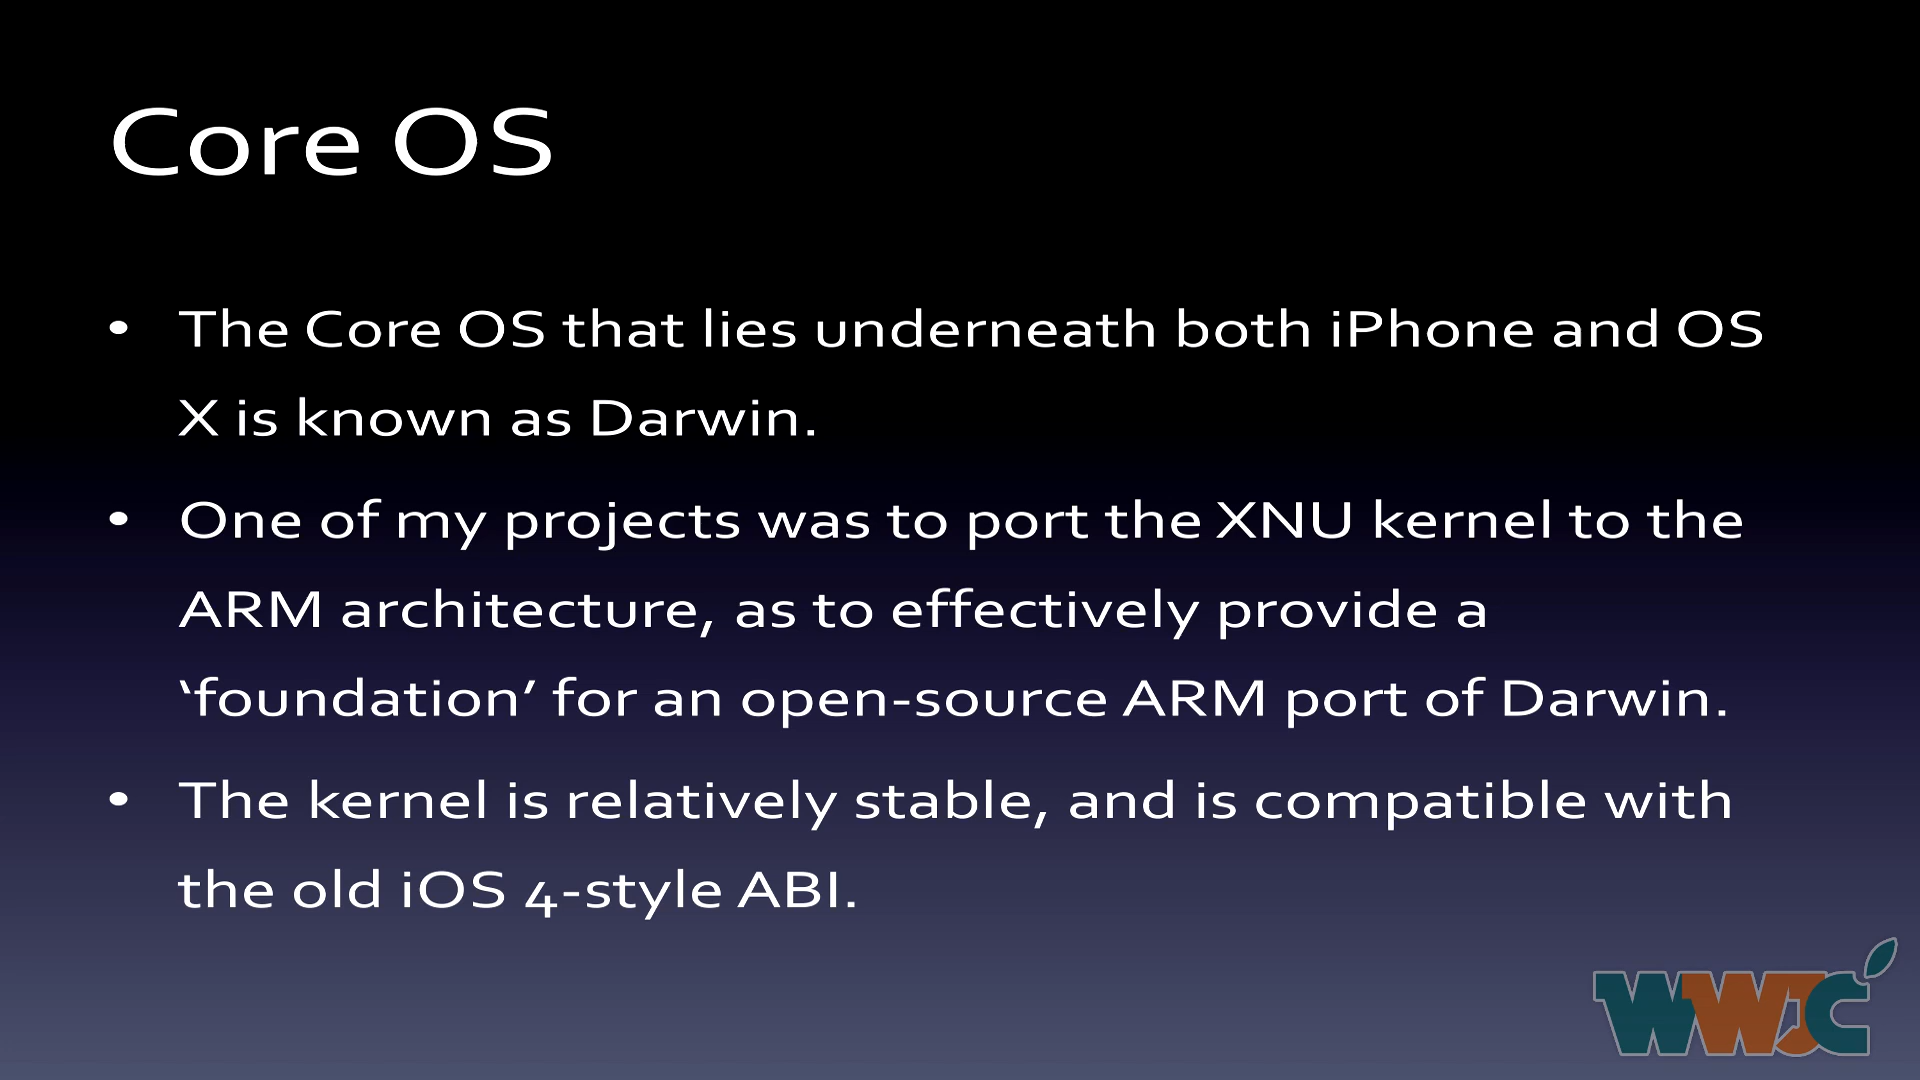 Core OS
• The Core OS that lies underneath both iPhone and OS
X is known as Darwin.
• One of my projects was to port the XNU kernel to the
ARM architecture, as to effectively provide a
‘foundation’ for an open-source ARM port of Darwin.
• The kernel is relatively stable, and is compatible with
the old iOS 4-style ABI.
WWJC